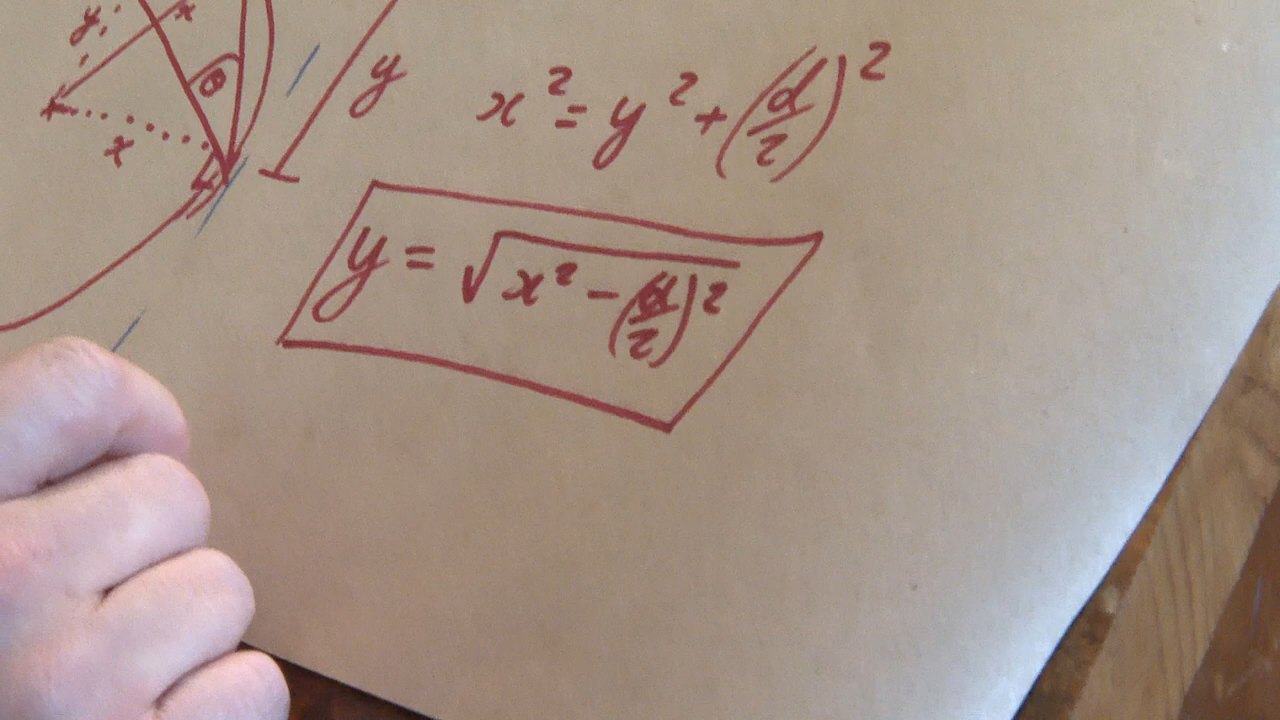 y x
θ
x
y
x² = y² + (d/2)²
y = √x² - (d/2)²